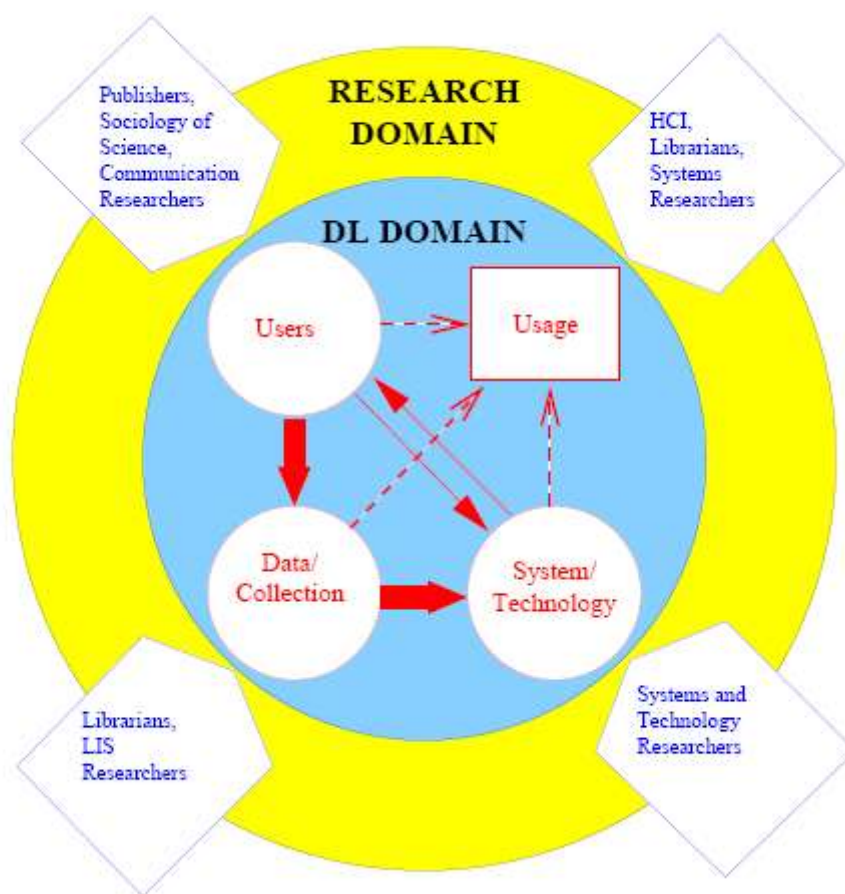 Publishers,
Sociology of
Science,
Communication
Researchers
RESEARCH
DOMAIN
HCI,
Librarians,
Systems
Researchers
DL DOMAIN
Users
Usage
Data/
Collection
System/
Technology
Librarians,
LIS
Researchers
Systems and
Technology
Researchers